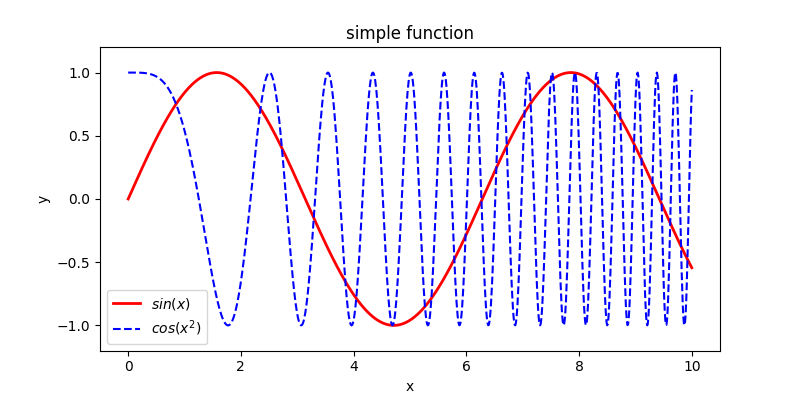 simple function
1.0
0.5
0.0
−0.5
−1.0
y
sin(x)
cos(x²)
0 2 4 6 8 10
x